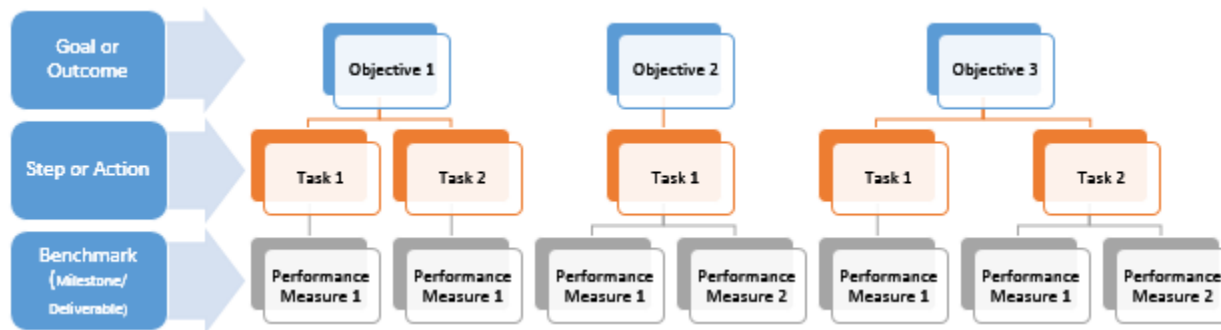 Goal or
Outcome
Objective 1
Objective 2
Objective 3
Step or Action
Task 1
Task 2
Task 1
Task 1
Task 2
Benchmark
(Milestone/
Deliverable)
Performance
Measure 1
Performance
Measure 1
Performance
Measure 1
Performance
Measure 2
Performance
Measure 1
Performance
Measure 1
Performance
Measure 2